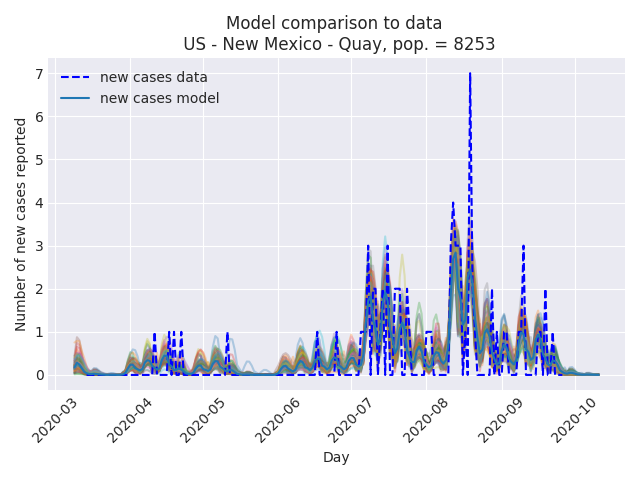 Model comparison to data
US - New Mexico - Quay, pop. = 8253
new cases data
new cases model
Number of new cases reported
7
6
5
4
3
2
1
0
2020-03
2020-04
2020-05
2020-06
2020-07
2020-08
2020-09
2020-10
Day